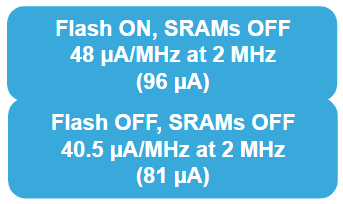 Flash ON, SRAMs OFF
48 µA/MHz at 2 MHz
(96 µA)
Flash OFF, SRAMs OFF
40.5 µA/MHz at 2 MHz
(81 µA)